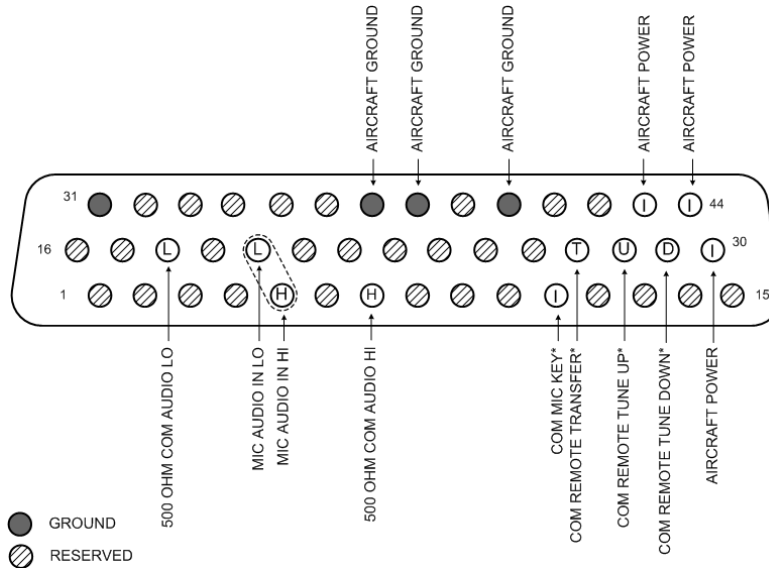 AIRCRAFT GROUND
AIRCRAFT GROUND
AIRCRAFT GROUND
AIRCRAFT POWER
AIRCRAFT POWER
31
I
I
44
16
L
L
T
U
D
I
30
1
H
H
I
15
500 OHM COM AUDIO LO
MIC AUDIO IN LO
MIC AUDIO IN HI
500 OHM COM AUDIO HI
COM MIC KEY*
COM REMOTE TRANSFER*
COM REMOTE TUNE UP*
COM REMOTE TUNE DOWN*
AIRCRAFT POWER
GROUND
RESERVED